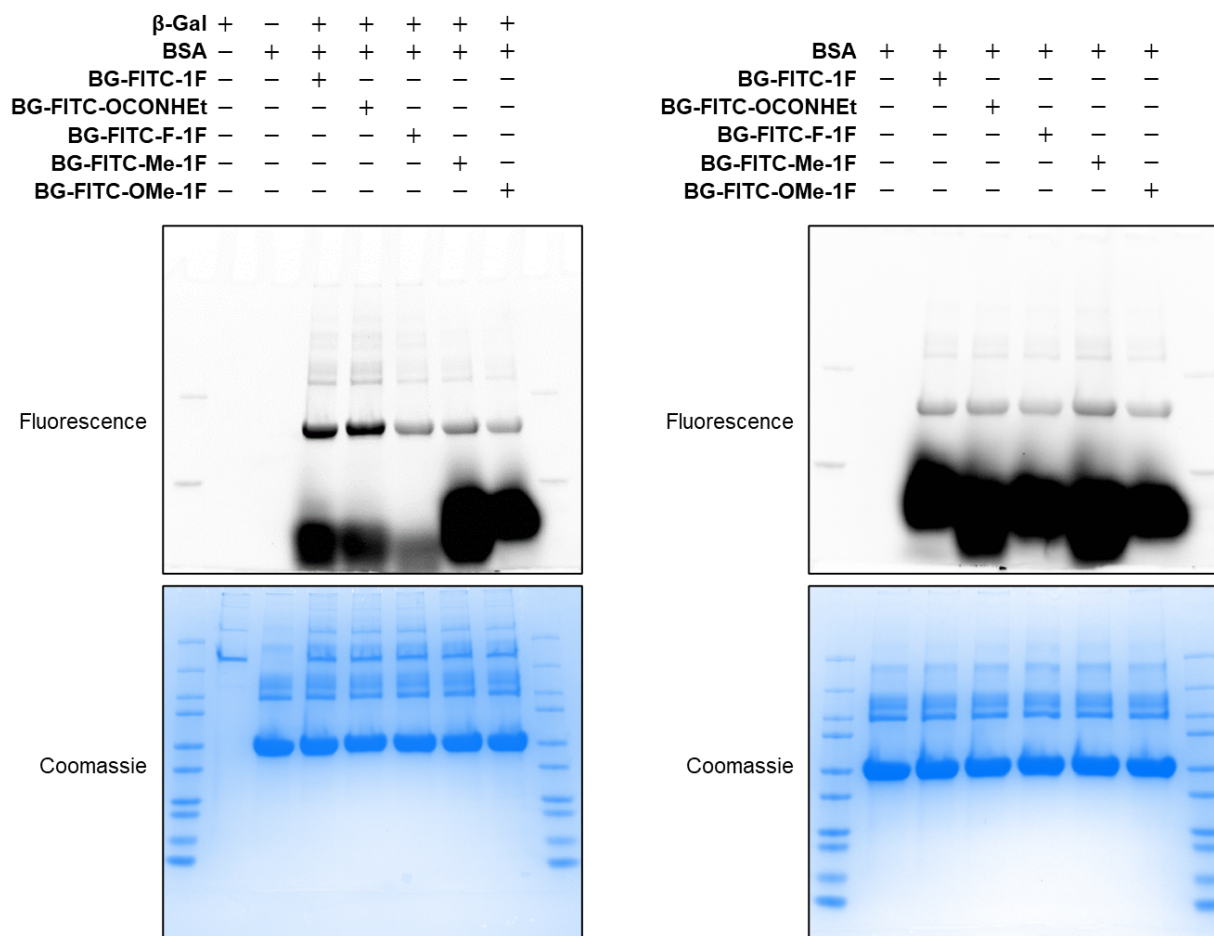 β-Gal + − + + + + +
BSA − + + + + + +
BG-FITC-1F − − + − − − −
BG-FITC-OCONHEt − − − + − − −
BG-FITC-F-1F − − − − + − −
BG-FITC-Me-1F − − − − − + −
BG-FITC-OMe-1F − − − − − − +
Fluorescence
Coomassie
BSA + + + + + +
BG-FITC-1F − + − − − −
BG-FITC-OCONHEt − − + − − −
BG-FITC-F-1F − − − + − −
BG-FITC-Me-1F − − − − + −
BG-FITC-OMe-1F − − − − − +
Fluorescence
Coomassie